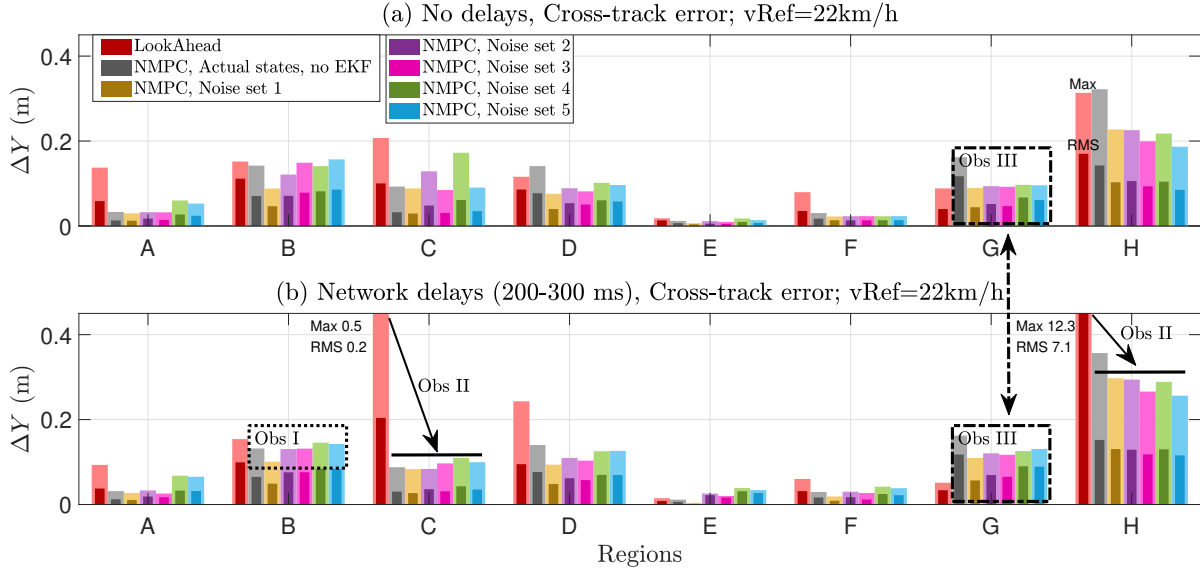 (a) No delays, Cross-track error; vRef=22km/h
LookAhead
NMPC, Actual states, no EKF
NMPC, Noise set 1
NMPC, Noise set 2
NMPC, Noise set 3
NMPC, Noise set 4
NMPC, Noise set 5
ΔY (m)
0.4
0.2
0
Max
RMS
Obs III
A B C D E F G H
(b) Network delays (200-300 ms), Cross-track error; vRef=22km/h
ΔY (m)
0.4
0.2
0
Max 0.5
RMS 0.2
Obs I
Obs II
Max 12.3
RMS 7.1
Obs II
Obs III
A B C D E F G H
Regions